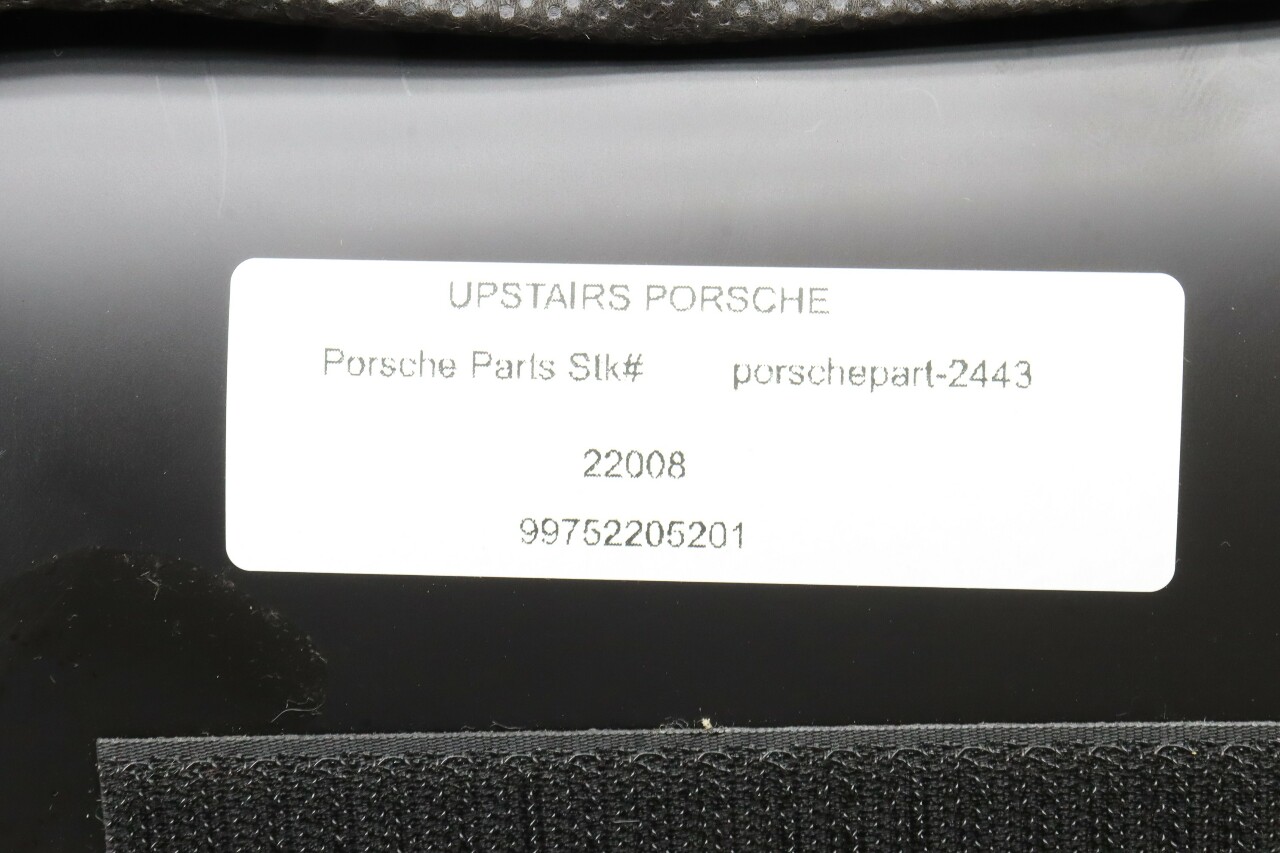 UPSTAIRS PORSCHE
Porsche Parts Stk# porschepart-2443
22008
99752205201